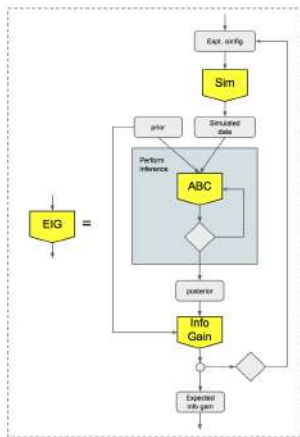 Expt. config
Sim
prior
Simulated
data
Perform
inference
ABC
EIG
=
posterior
Info
Gain
Expected
info gain